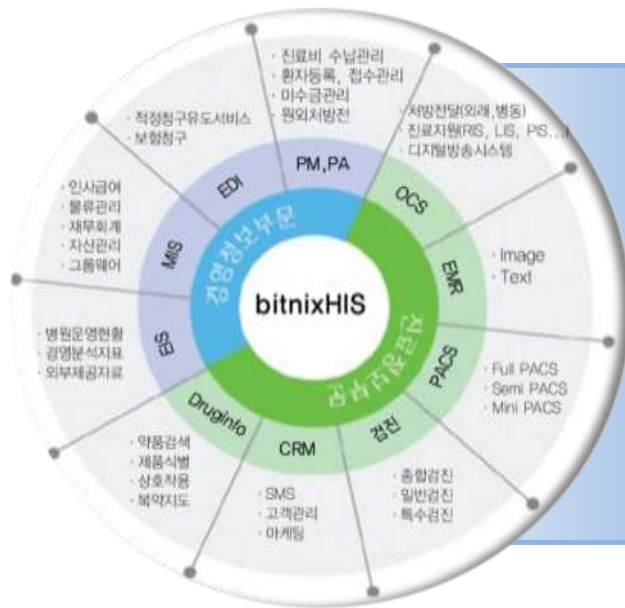 · 진료비 수납관리
· 환자등록, 접수관리
· 미수금관리
· 원외처방전
PM,PA
· 처방전달(외래,병동)
· 진료지원(RIS, LIS, PIS...)
· 디지털방송시스템
OCS
· Image
· Text
EMR
· Full PACS
· Semi PACS
· Mini PACS
PACS
· 종합검진
· 일반검진
· 특수검진
검진
· SMS
· 고객관리
· 마케팅
CRM
· 약품검색
· 제품식별
· 상호작용
· 복약지도
DrugInfo
· 병원운영현황
· 경영분석지표
· 외부제공자료
EIS
· 인사급여
· 물류관리
· 재무회계
· 자산관리
· 그룹웨어
MIS
· 적정청구유도서비스
· 보험청구
EDI
경영정보부문
진료정보부문
bitnixHIS